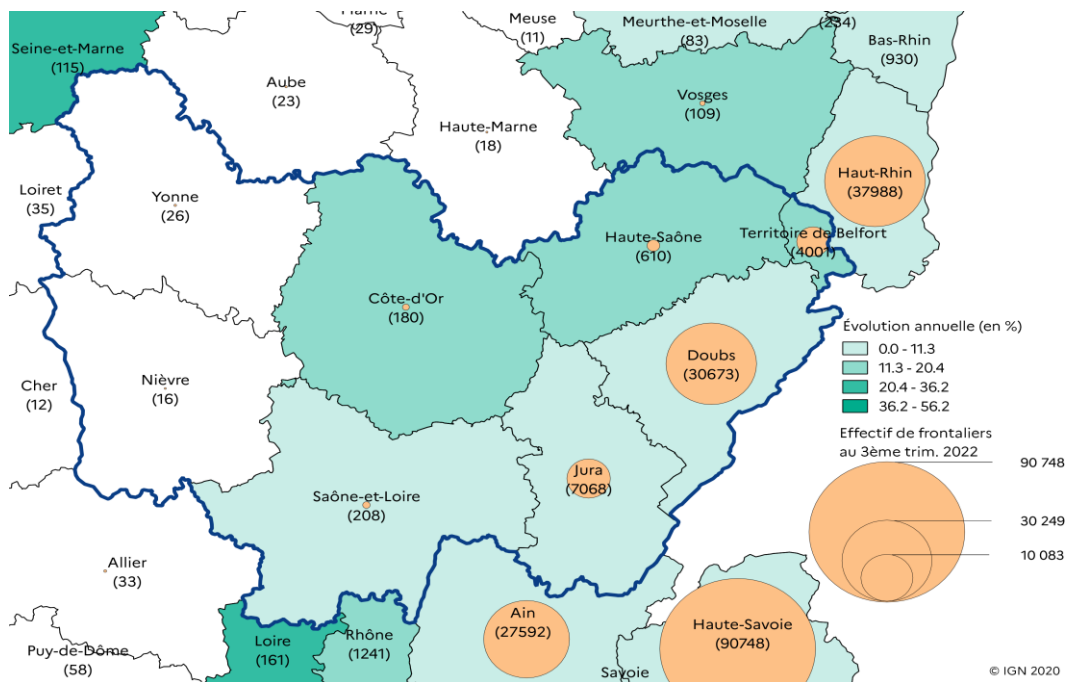 Marne
(29)
Meuse
(11)
Meurthe-et-Moselle
(83)
(234)
Bas-Rhin
(930)
Seine-et-Marne
(115)
Aube
(23)
Haute-Marne
(18)
Vosges
(109)
Haut-Rhin
(37988)
Loiret
(35)
Yonne
(26)
Haute-Saône
(610)
Territoire de Belfort
(4001)
Côte-d'Or
(180)
Doubs
(30673)
Cher
(12)
Nièvre
(16)
Jura
(7068)
Saône-et-Loire
(208)
Allier
(33)
Puy-de-Dôme
(58)
Loire
(161)
Rhône
(1241)
Ain
(27592)
Haute-Savoie
(90748)
Savoie
Évolution annuelle (en %)
0.0 - 11.3
11.3 - 20.4
20.4 - 36.2
36.2 - 56.2
Effectif de frontaliers
au 3ème trim. 2022
90 748
30 249
10 083
© IGN 2020